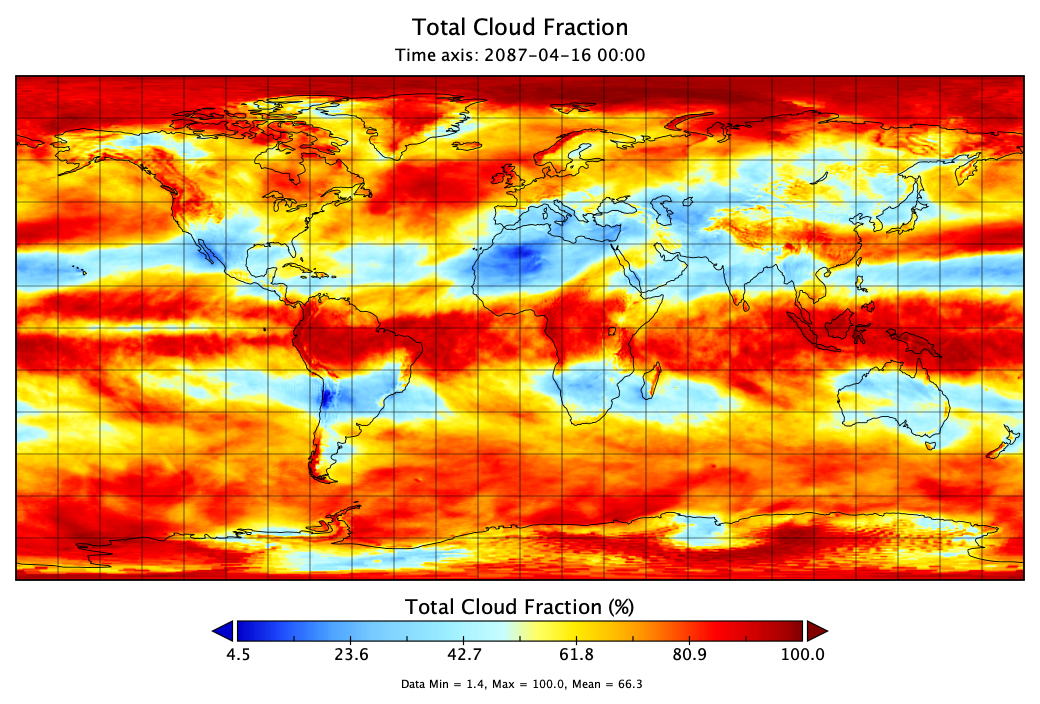 Total Cloud Fraction
Time axis: 2087-04-16 00:00
Total Cloud Fraction (%)
4.5 23.6 42.7 61.8 80.9 100.0
Data Min = 1.4, Max = 100.0, Mean = 66.3